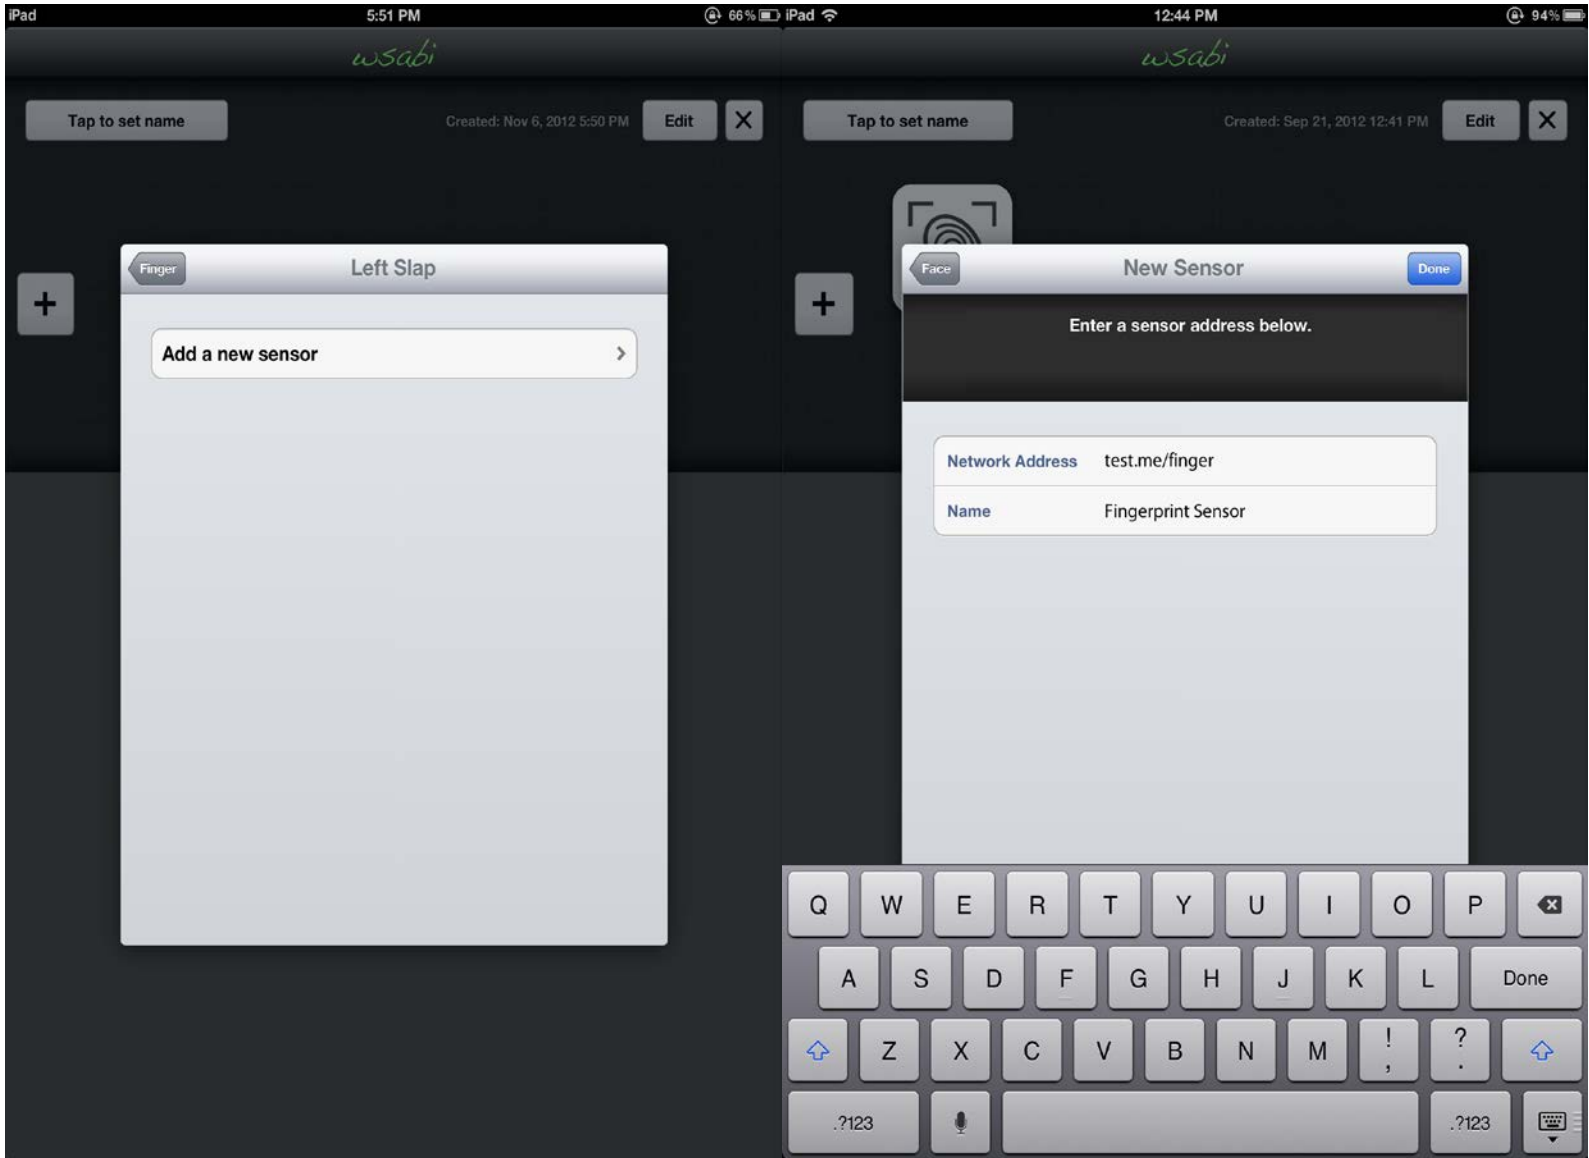 iPad 5:51 PM 66%
wsabi
Tap to set name Created: Nov 6, 2012 5:50 PM Edit
Finger Left Slap
+
Add a new sensor
iPad 12:44 PM 94%
wsabi
Tap to set name Created: Sep 21, 2012 12:41 PM Edit
Face New Sensor Done
+
Enter a sensor address below.
Network Address test.me/finger
Name Fingerprint Sensor
Q W E R T Y U I O P
A S D F G H J K L Done
Z X C V B N M ! , ? .
.?123 .?123